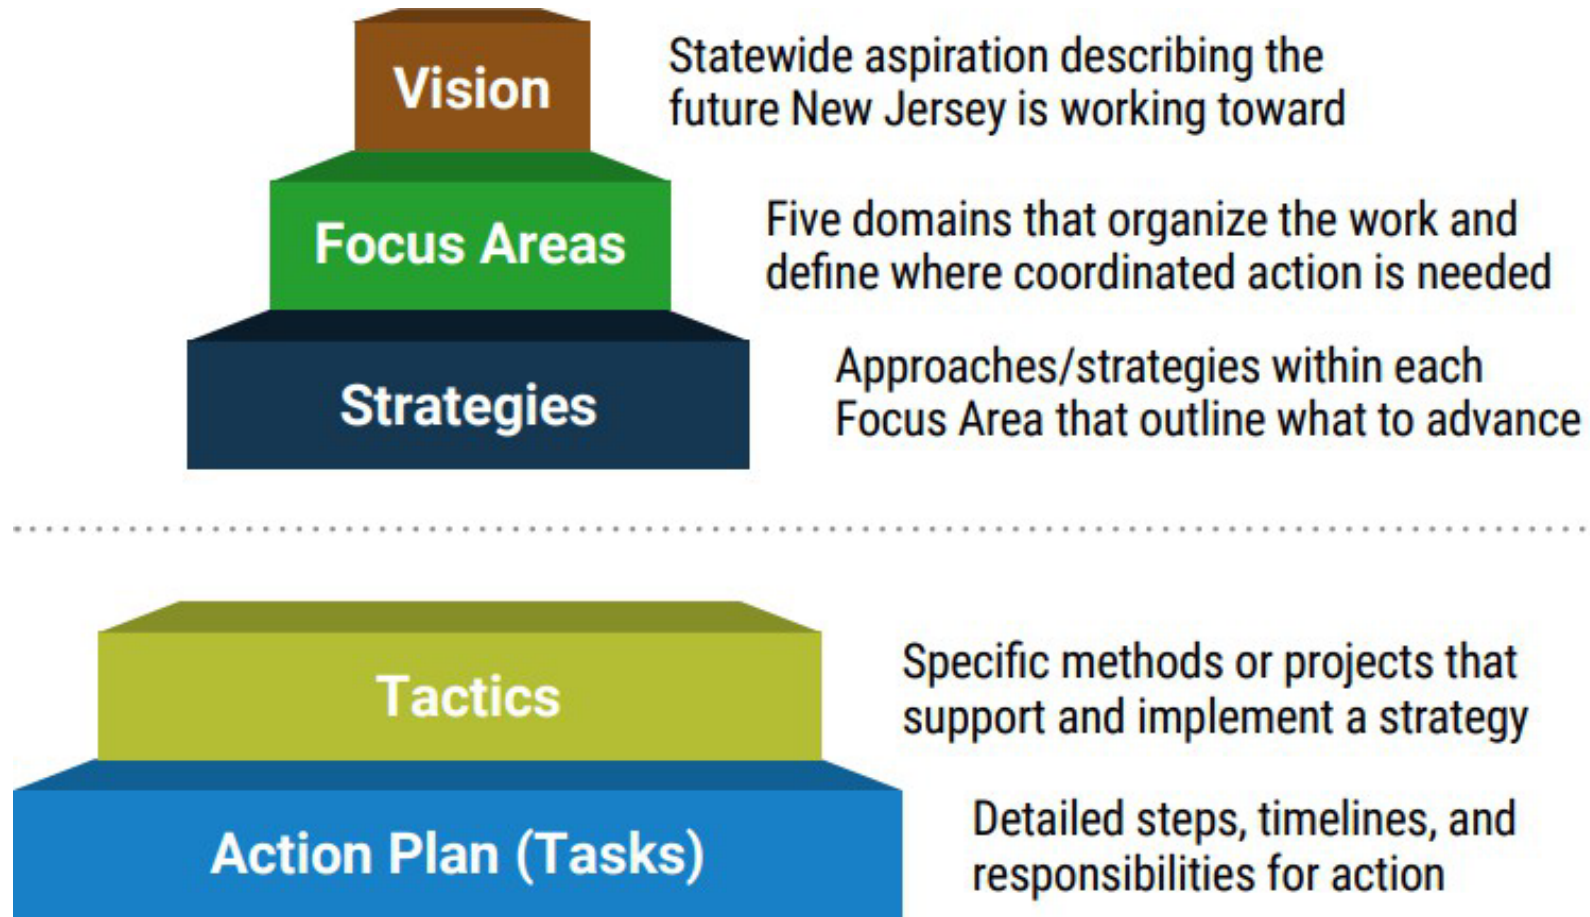 Vision
Statewide aspiration describing the
future New Jersey is working toward
Focus Areas
Five domains that organize the work and
define where coordinated action is needed
Strategies
Approaches/strategies within each
Focus Area that outline what to advance
Tactics
Specific methods or projects that
support and implement a strategy
Action Plan (Tasks)
Detailed steps, timelines, and
responsibilities for action